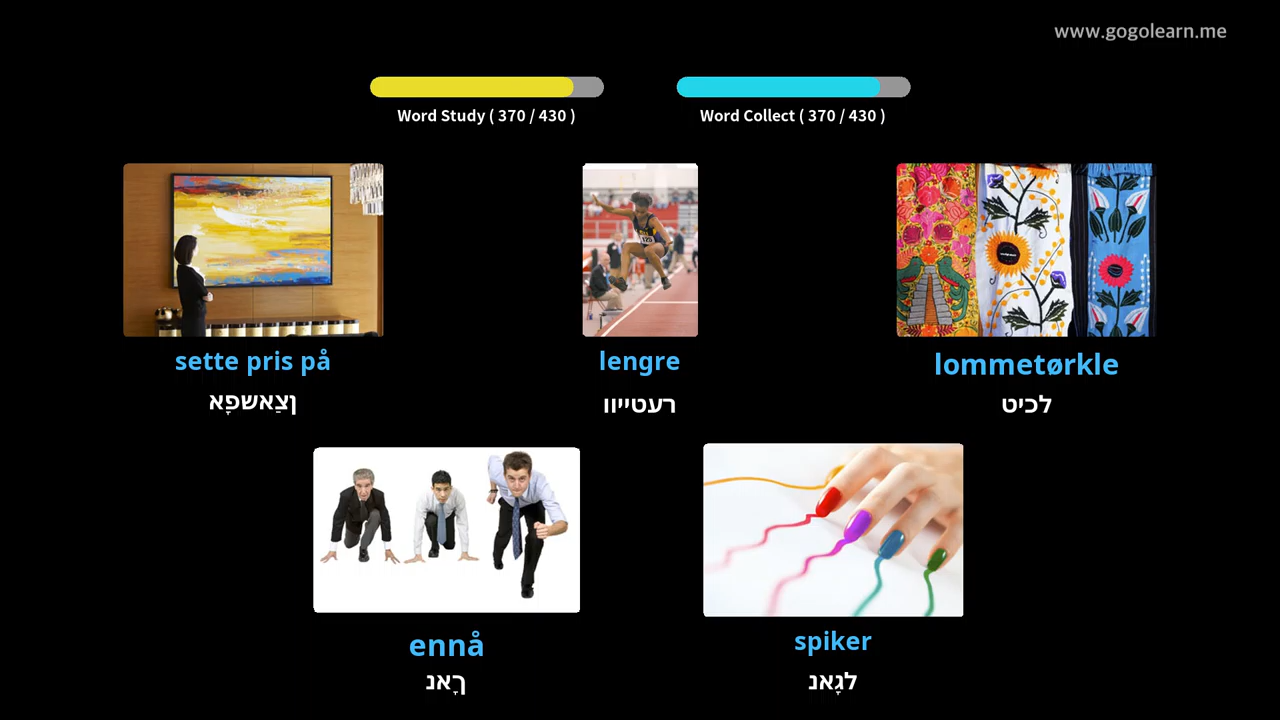 www.gogolearn.me
Word Study ( 370 / 430 )
Word Collect ( 370 / 430 )
sette pris på
ןצַאשפָא
lengre
רעטייוו
lommetørkle
לכיט
ennå
ךָאנ
spiker
לגָאנ